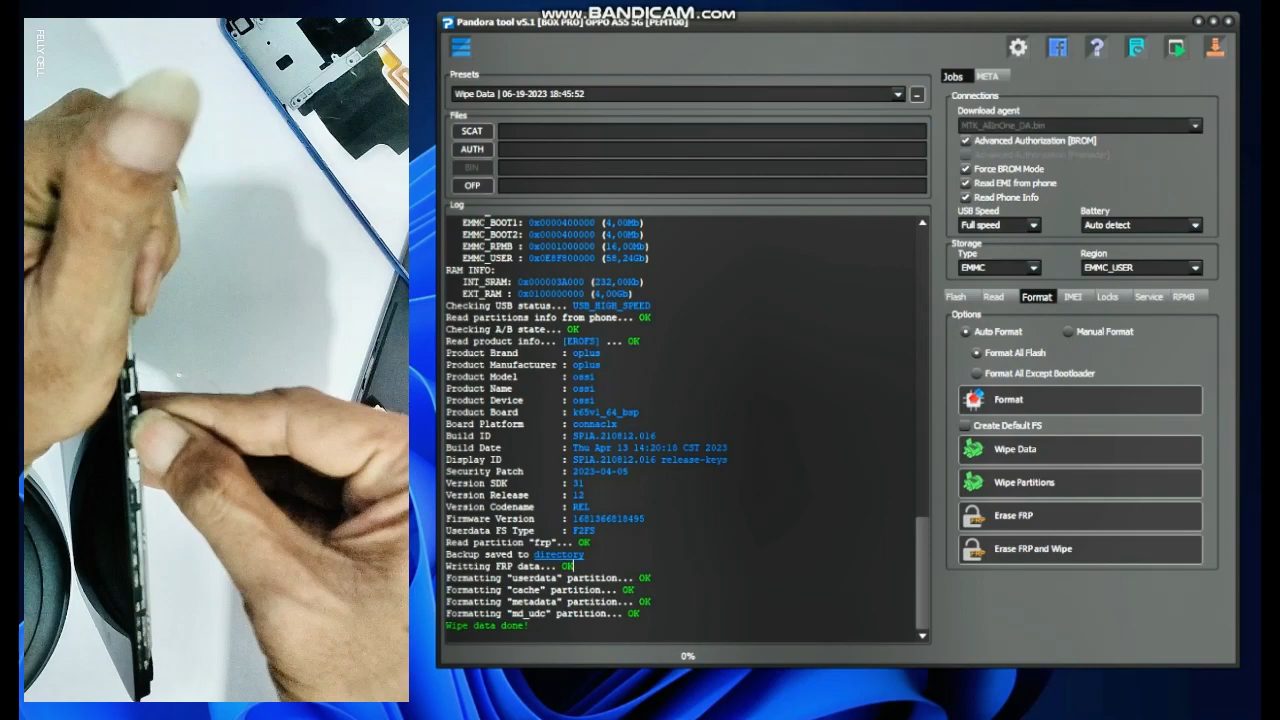 www.BANDICAM.com
FELLY CELL
Pandora tool v5.1 [BOX PRO] OPPO A55 5G [PEMT00]
Presets
Wipe Data | 06-19-2023 18:45:52
Files
SCAT
AUTH
BIN
OFP
Log
EMMC_BOOT1: 0x0000400000 (4,00Mb)
EMMC_BOOT2: 0x0000400000 (4,00Mb)
EMMC_RPMB : 0x0001000000 (16,00Mb)
EMMC_USER : 0x0E8F800000 (58,24Gb)
RAM INFO:
INT_SRAM: 0x000003A000 (232,00Kb)
EXT_RAM : 0x0100000000 (4,00Gb)
Checking USB status... USB_HIGH_SPEED
Read partitions info from phone... OK
Checking A/B state... OK
Read product info... [EROFS] ... OK
Product Brand : oplus
Product Manufacturer : oplus
Product Model : ossi
Product Name : ossi
Product Device : ossi
Product Board : k65v1_64_bsp
Board Platform : connaclx
Build ID : SP1A.210812.016
Build Date : Thu Apr 13 14:20:18 CST 2023
Display ID : SP1A.210812.016 release-keys
Security Patch : 2023-04-05
Version SDK : 31
Version Release : 12
Version Codename : REL
Firmware Version : 1681366818495
Userdata FS Type : F2FS
Read partition "frp"... OK
Backup saved to directory
Writting FRP data... OK
Formatting "userdata" partition... OK
Formatting "cache" partition... OK
Formatting "metadata" partition... OK
Formatting "md_udc" partition... OK
Wipe data done!
0%
Jobs META
Connections
Download agent
MTK_AllInOne_DA.bin
Advanced Authorization [BROM]
Advanced Authorization [Preloader]
Force BROM Mode
Read EMI from phone
Read Phone Info
USB Speed Battery
Full speed Auto detect
Storage
Type Region
EMMC EMMC_USER
Flash Read Format IMEI Locks Service RPMB
Options
Auto Format Manual Format
Format All Flash
Format All Except Bootloader
Format
Create Default FS
Wipe Data
Wipe Partitions
Erase FRP
Erase FRP and Wipe